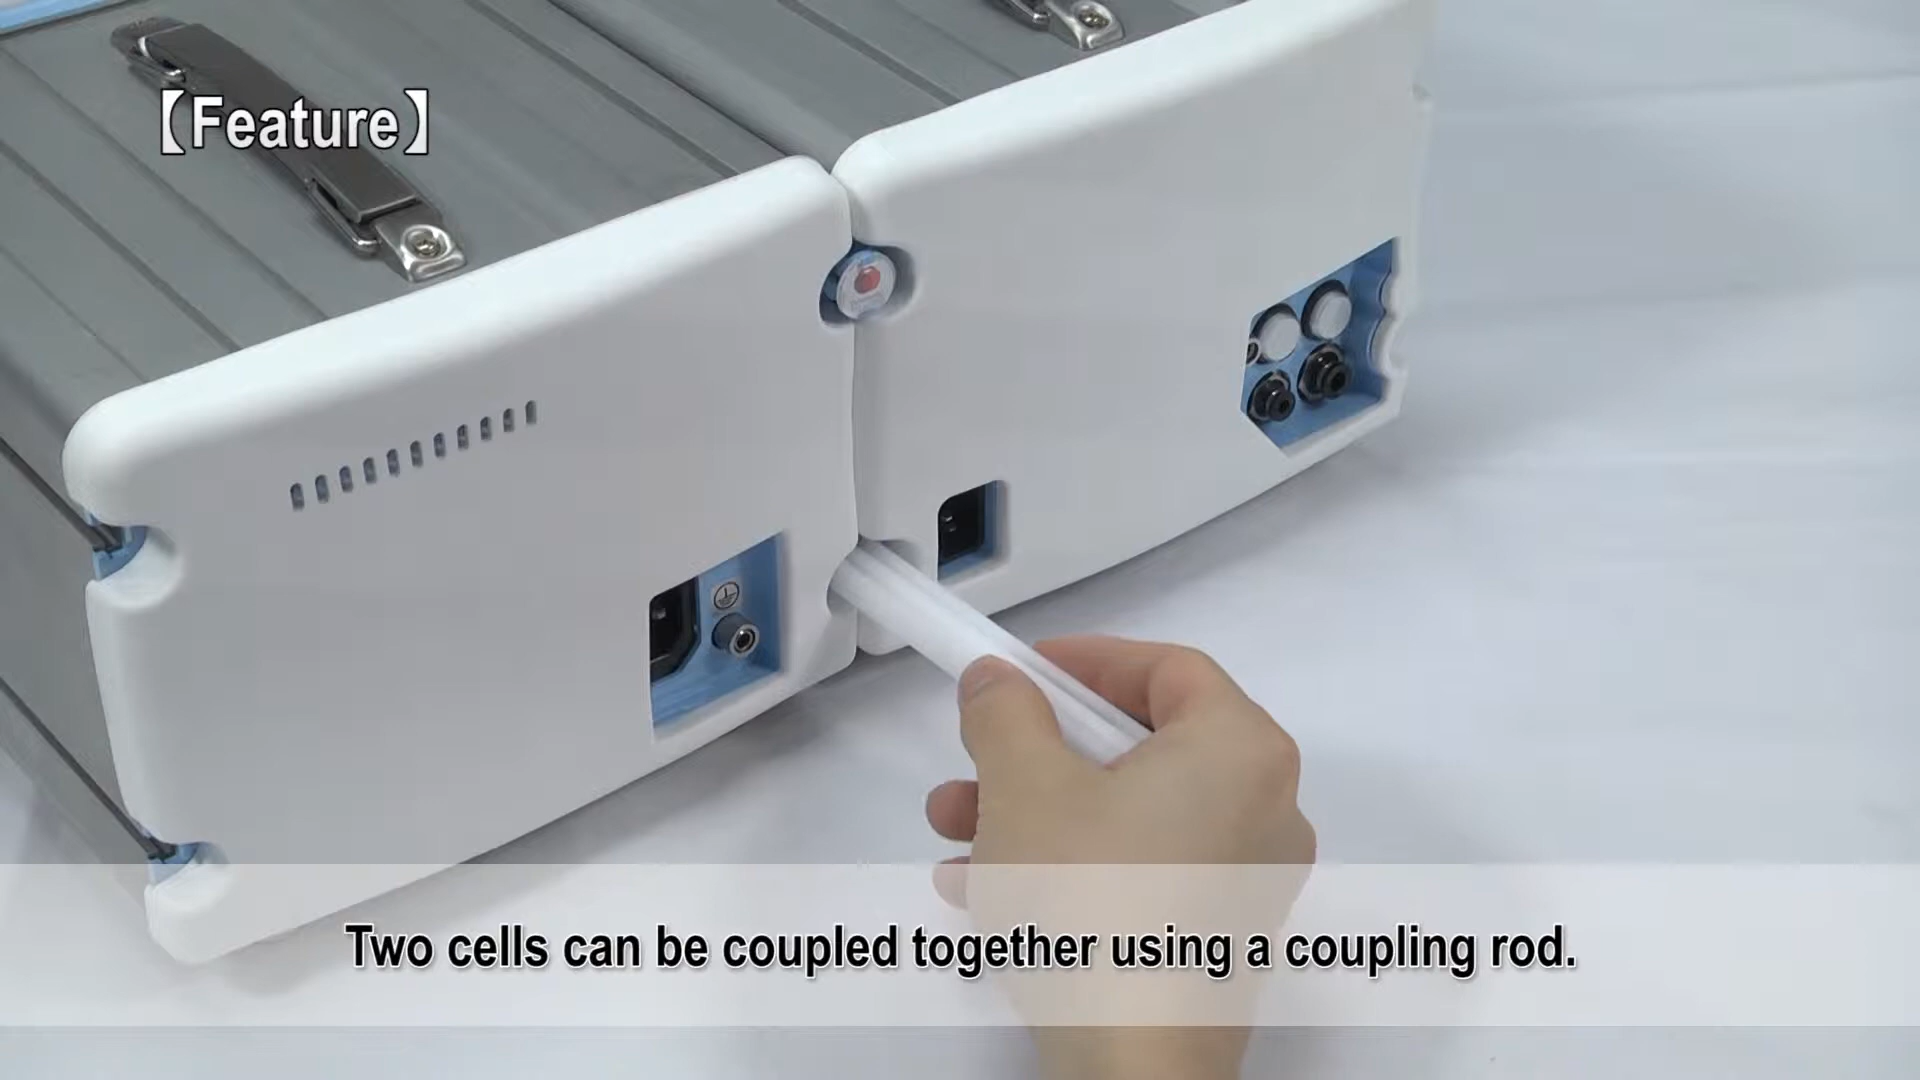 【Feature】
Two cells can be coupled together using a coupling rod.